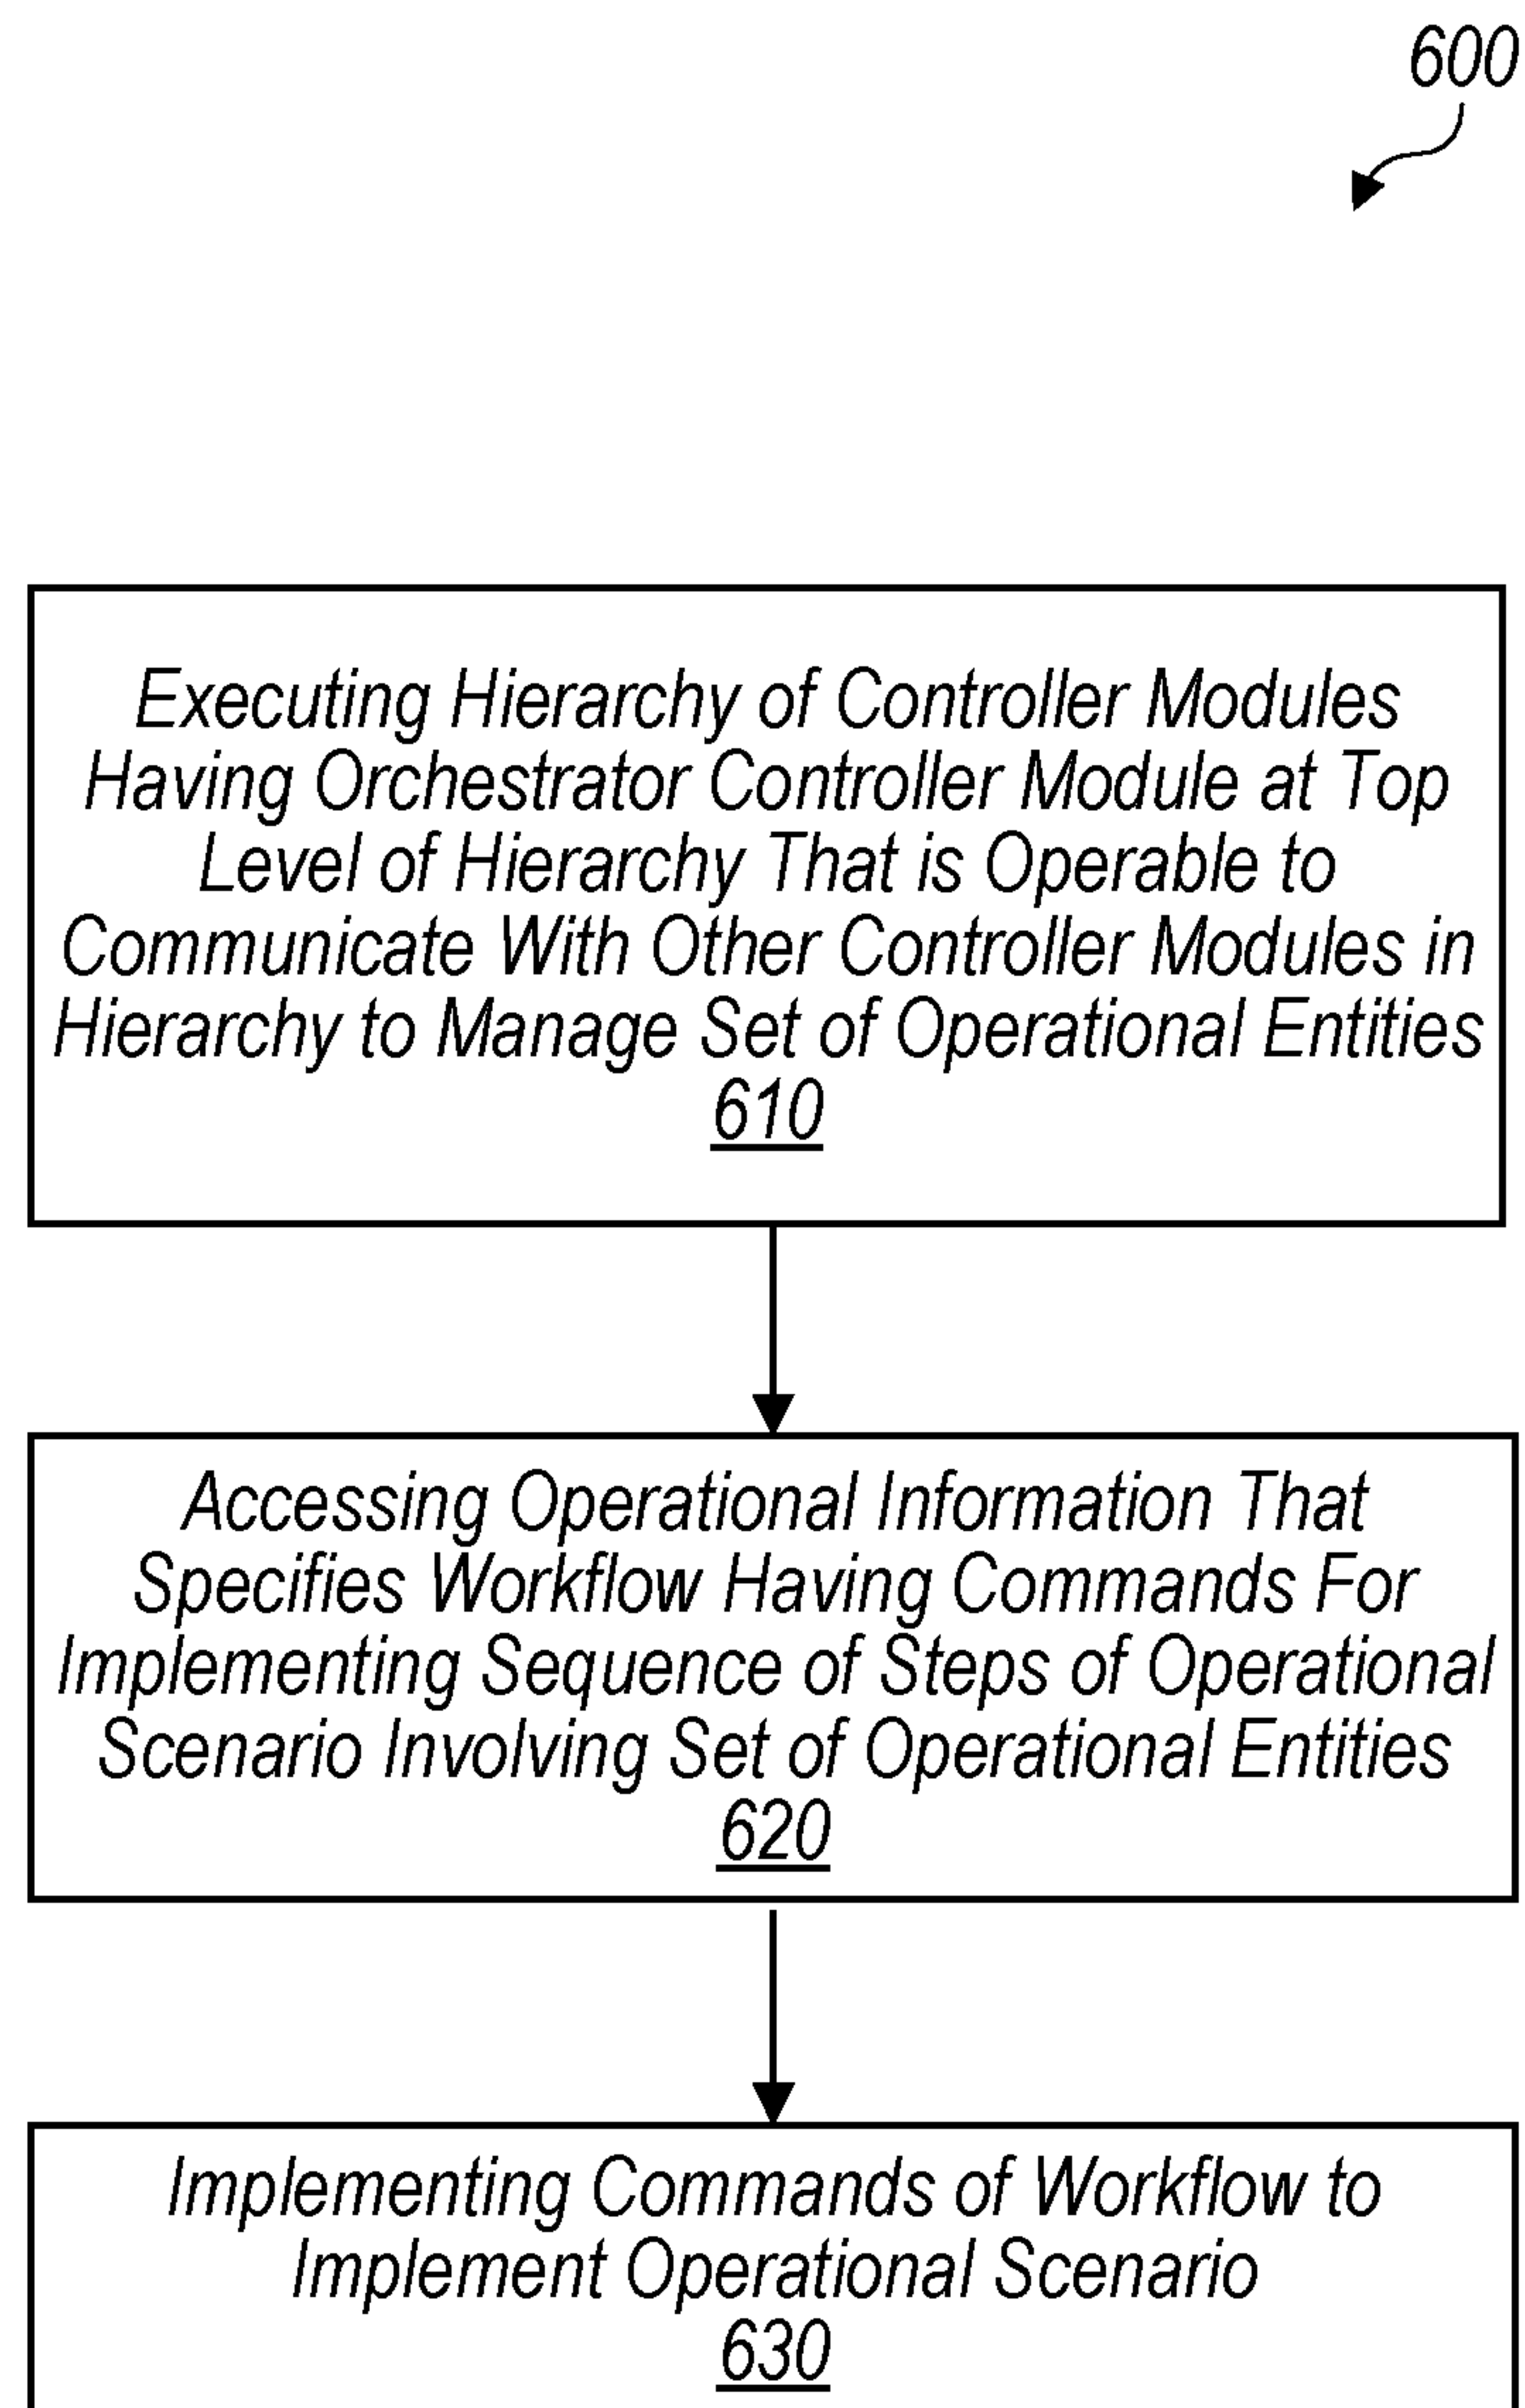 600
Executing Hierarchy of Controller Modules
Having Orchestrator Controller Module at Top
Level of Hierarchy That is Operable to
Communicate With Other Controller Modules in
Hierarchy to Manage Set of Operational Entities
610
Accessing Operational Information That
Specifies Workflow Having Commands For
Implementing Sequence of Steps of Operational
Scenario Involving Set of Operational Entities
620
Implementing Commands of Workflow to
Implement Operational Scenario
630